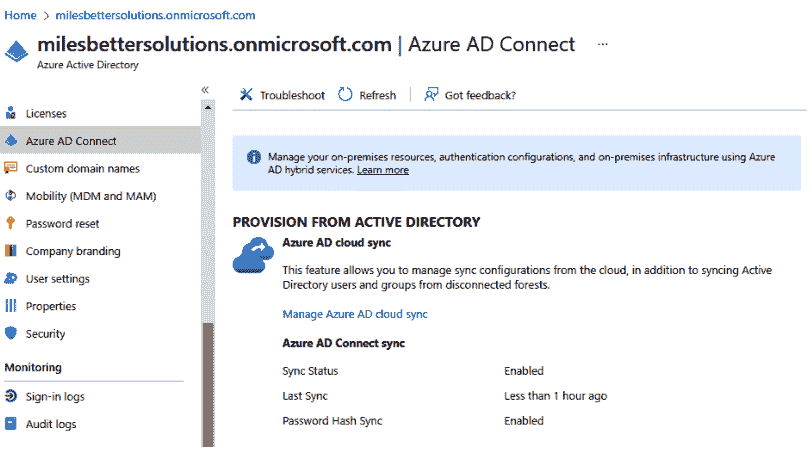 Home > milesbettersolutions.onmicrosoft.com
milesbettersolutions.onmicrosoft.com | Azure AD Connect ...
Azure Active Directory
«
Licenses
Azure AD Connect
Custom domain names
Mobility (MDM and MAM)
Password reset
Company branding
User settings
Properties
Security
Monitoring
Sign-in logs
Audit logs
Troubleshoot Refresh Got feedback?
Manage your on-premises resources, authentication configurations, and on-premises infrastructure using Azure
AD hybrid services. Learn more
PROVISION FROM ACTIVE DIRECTORY
Azure AD cloud sync
This feature allows you to manage sync configurations from the cloud, in addition to syncing Active
Directory users and groups from disconnected forests.
Manage Azure AD cloud sync
Azure AD Connect sync
Sync Status Enabled
Last Sync Less than 1 hour ago
Password Hash Sync Enabled